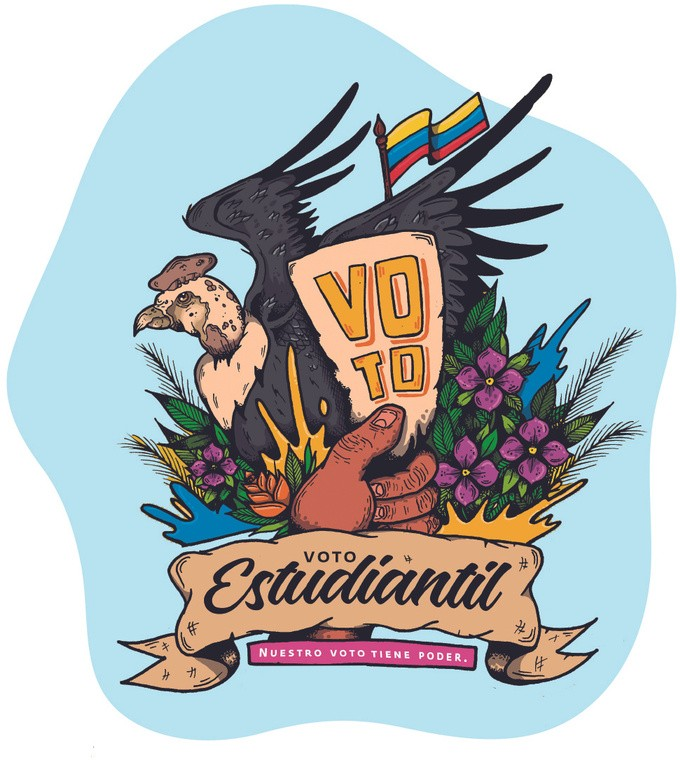 VO
TO
VOTO
Estudiantil
NUESTRO VOTO TIENE PODER.